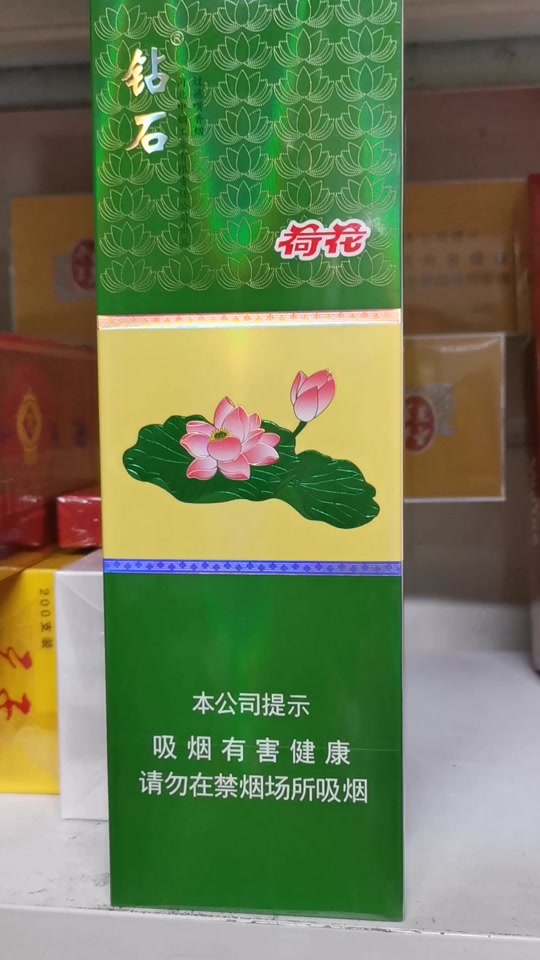 钻石®
荷花
本公司提示
吸烟有害健康
请勿在禁烟场所吸烟
200支装